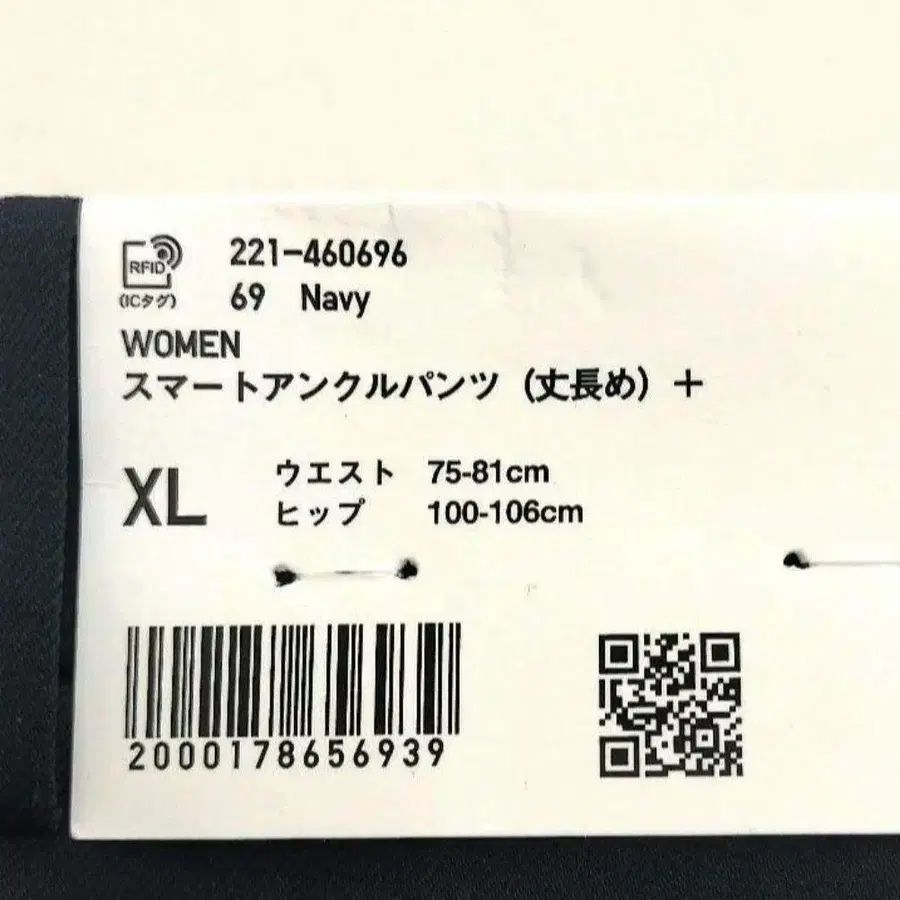 RFID
(ICタグ)
221-460696
69 Navy
WOMEN
スマートアンクルパンツ (丈長め) +
XL
ウエスト 75-81cm
ヒップ 100-106cm
2000178656939